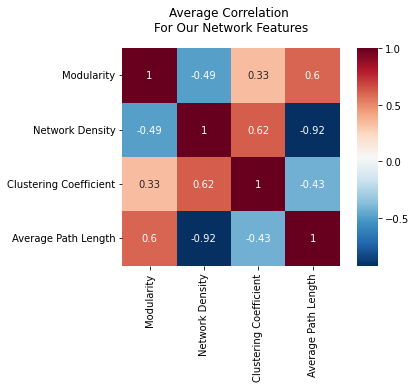 Average Correlation
For Our Network Features
Modularity
1
-0.49
0.33
0.6
Network Density
-0.49
1
0.62
-0.92
Clustering Coefficient
0.33
0.62
1
-0.43
Average Path Length
0.6
-0.92
-0.43
1
Modularity
Network Density
Clustering Coefficient
Average Path Length
1.0
0.5
0.0
−0.5